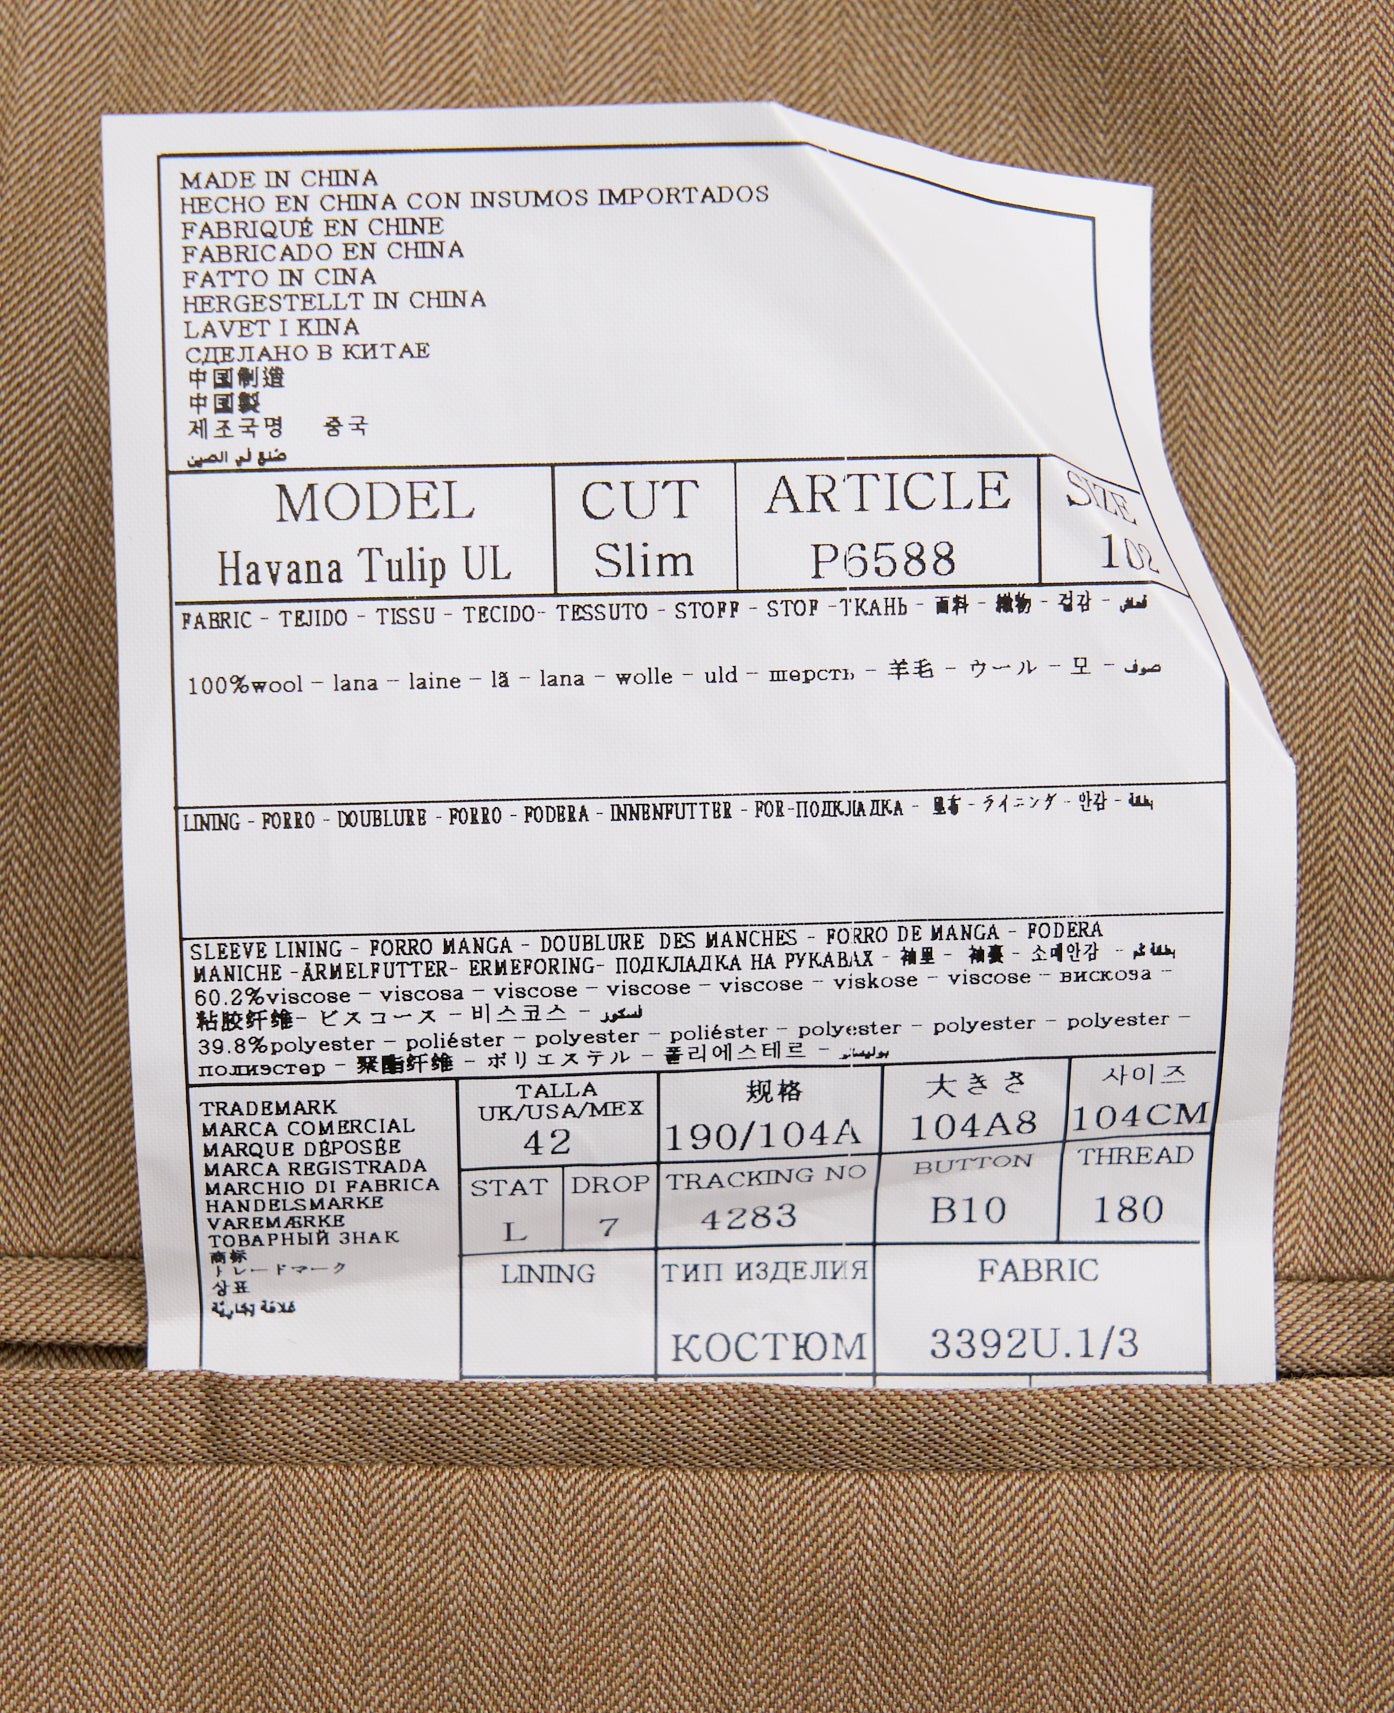 MADE IN CHINA
HECHO EN CHINA CON INSUMOS IMPORTADOS
FABRIQUÉ EN CHINE
FABRICADO EN CHINA
FATTO IN CINA
HERGESTELLT IN CHINA
LAVET I KINA
СДЕЛАНО В КИТАЕ
中国制造
中国製
제조국명 중국
صنع في الصين
MODEL CUT ARTICLE SIZE
Havana Tulip UL Slim P6588 102
FABRIC - TEJIDO - TISSU - TECIDO- TESSUTO - STOFF - STOF -ТКАНЬ - 面料 - 織物 - 겉감 - قماش
100%wool - lana - laine - lã - lana - wolle - uld - шерсть - 羊毛 - ウール - 모 - صوف
LINING - FORRO - DOUBLURE - FORRO - FODERA - INNENFUTTER - FOR-ПОДКЛАДКА - 里布 - ライニング - 안감 - بطانة
SLEEVE LINING - FORRO MANGA - DOUBLURE DES MANCHES - FORRO DE MANGA - FODERA
MANICHE -ÄRMELFUTTER- ERMEFORING- ПОДКЛАДКА НА РУКАВАХ - 袖里 - 袖裏 - 소매안감 - بطانة كم
60.2%viscose - viscosa - viscose - viscose - viscose - viskose - viscose - вискоза -
粘胶纤维- ビスコース - 비스코스 -
39.8%polyester - poliéster - polyester - poliéster - polyester - polyester - polyester -
полиэстер - 聚酯纤维 - ポリエステル - 폴리에스테르 -
TRADEMARK
MARCA COMERCIAL
MARQUE DÉPOSÉE
MARCA REGISTRADA
MARCHIO DI FABRICA
HANDELSMARKE
VAREMÆRKE
ТОВАРНЫЙ ЗНАК
商标
トレードマーク
상표
علامة تجارية
TALLA 规格 大きさ 사이즈
UK/USA/MEX
42 190/104A 104A8 104CM
STAT DROP TRACKING NO BUTTON THREAD
L 7 4283 B10 180
LINING ТИП ИЗДЕЛИЯ FABRIC
КОСТЮМ 3392U.1/3